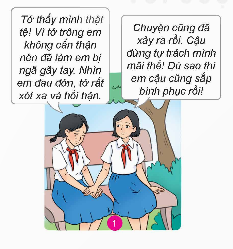 Tớ thấy mình thật
tệ! Vì tớ trông em
không cẩn thận
nên đã làm em bị
ngã gãy tay. Nhìn
em đau đớn, tớ rất
xót xa và hối hận.
Chuyện cũng đã
xảy ra rồi. Cậu
đừng tự trách mình
mãi thế! Dù sao thì
em cậu cũng sắp
bình phục rồi!
1